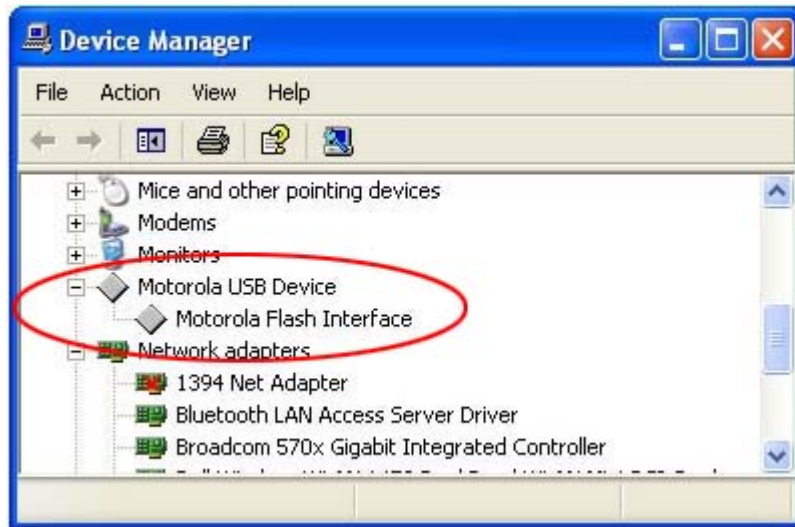 Device Manager
File Action View Help
Mice and other pointing devices
Modems
Monitors
Motorola USB Device
Motorola Flash Interface
Network adapters
1394 Net Adapter
Bluetooth LAN Access Server Driver
Broadcom 570x Gigabit Integrated Controller